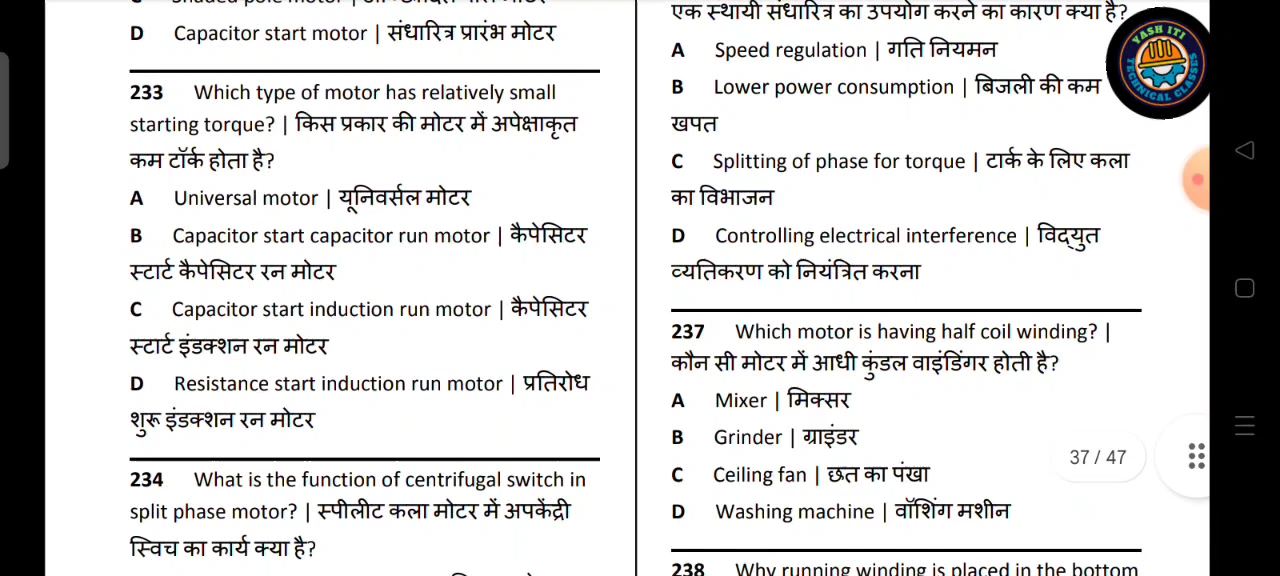 D Capacitor start motor | संधारित्र प्रारंभ मोटर
233 Which type of motor has relatively small
starting torque? | किस प्रकार की मोटर में अपेक्षाकृत
कम टॉर्क होता है?
A Universal motor | यूनिवर्सल मोटर
B Capacitor start capacitor run motor | कैपेसिटर
स्टार्ट कैपेसिटर रन मोटर
C Capacitor start induction run motor | कैपेसिटर
स्टार्ट इंडक्शन रन मोटर
D Resistance start induction run motor | प्रतिरोध
शुरू इंडक्शन रन मोटर
234 What is the function of centrifugal switch in
split phase motor? | स्पीलीट कला मोटर में अपकेंद्री
स्विच का कार्य क्या है?
एक स्थायी संधारित्र का उपयोग करने का कारण क्या है?
A Speed regulation | गति नियमन
B Lower power consumption | बिजली की कम
खपत
C Splitting of phase for torque | टार्क के लिए कला
का विभाजन
D Controlling electrical interference | विद्युत
व्यतिकरण को नियंत्रित करना
237 Which motor is having half coil winding? |
कौन सी मोटर में आधी कुंडल वाइंडिंगर होती है?
A Mixer | मिक्सर
B Grinder | ग्राइंडर
C Ceiling fan | छत का पंखा
D Washing machine | वॉशिंग मशीन
238 Why running winding is placed in the bottom
YASH ITI
TECHNICAL CLASSES
37 / 47